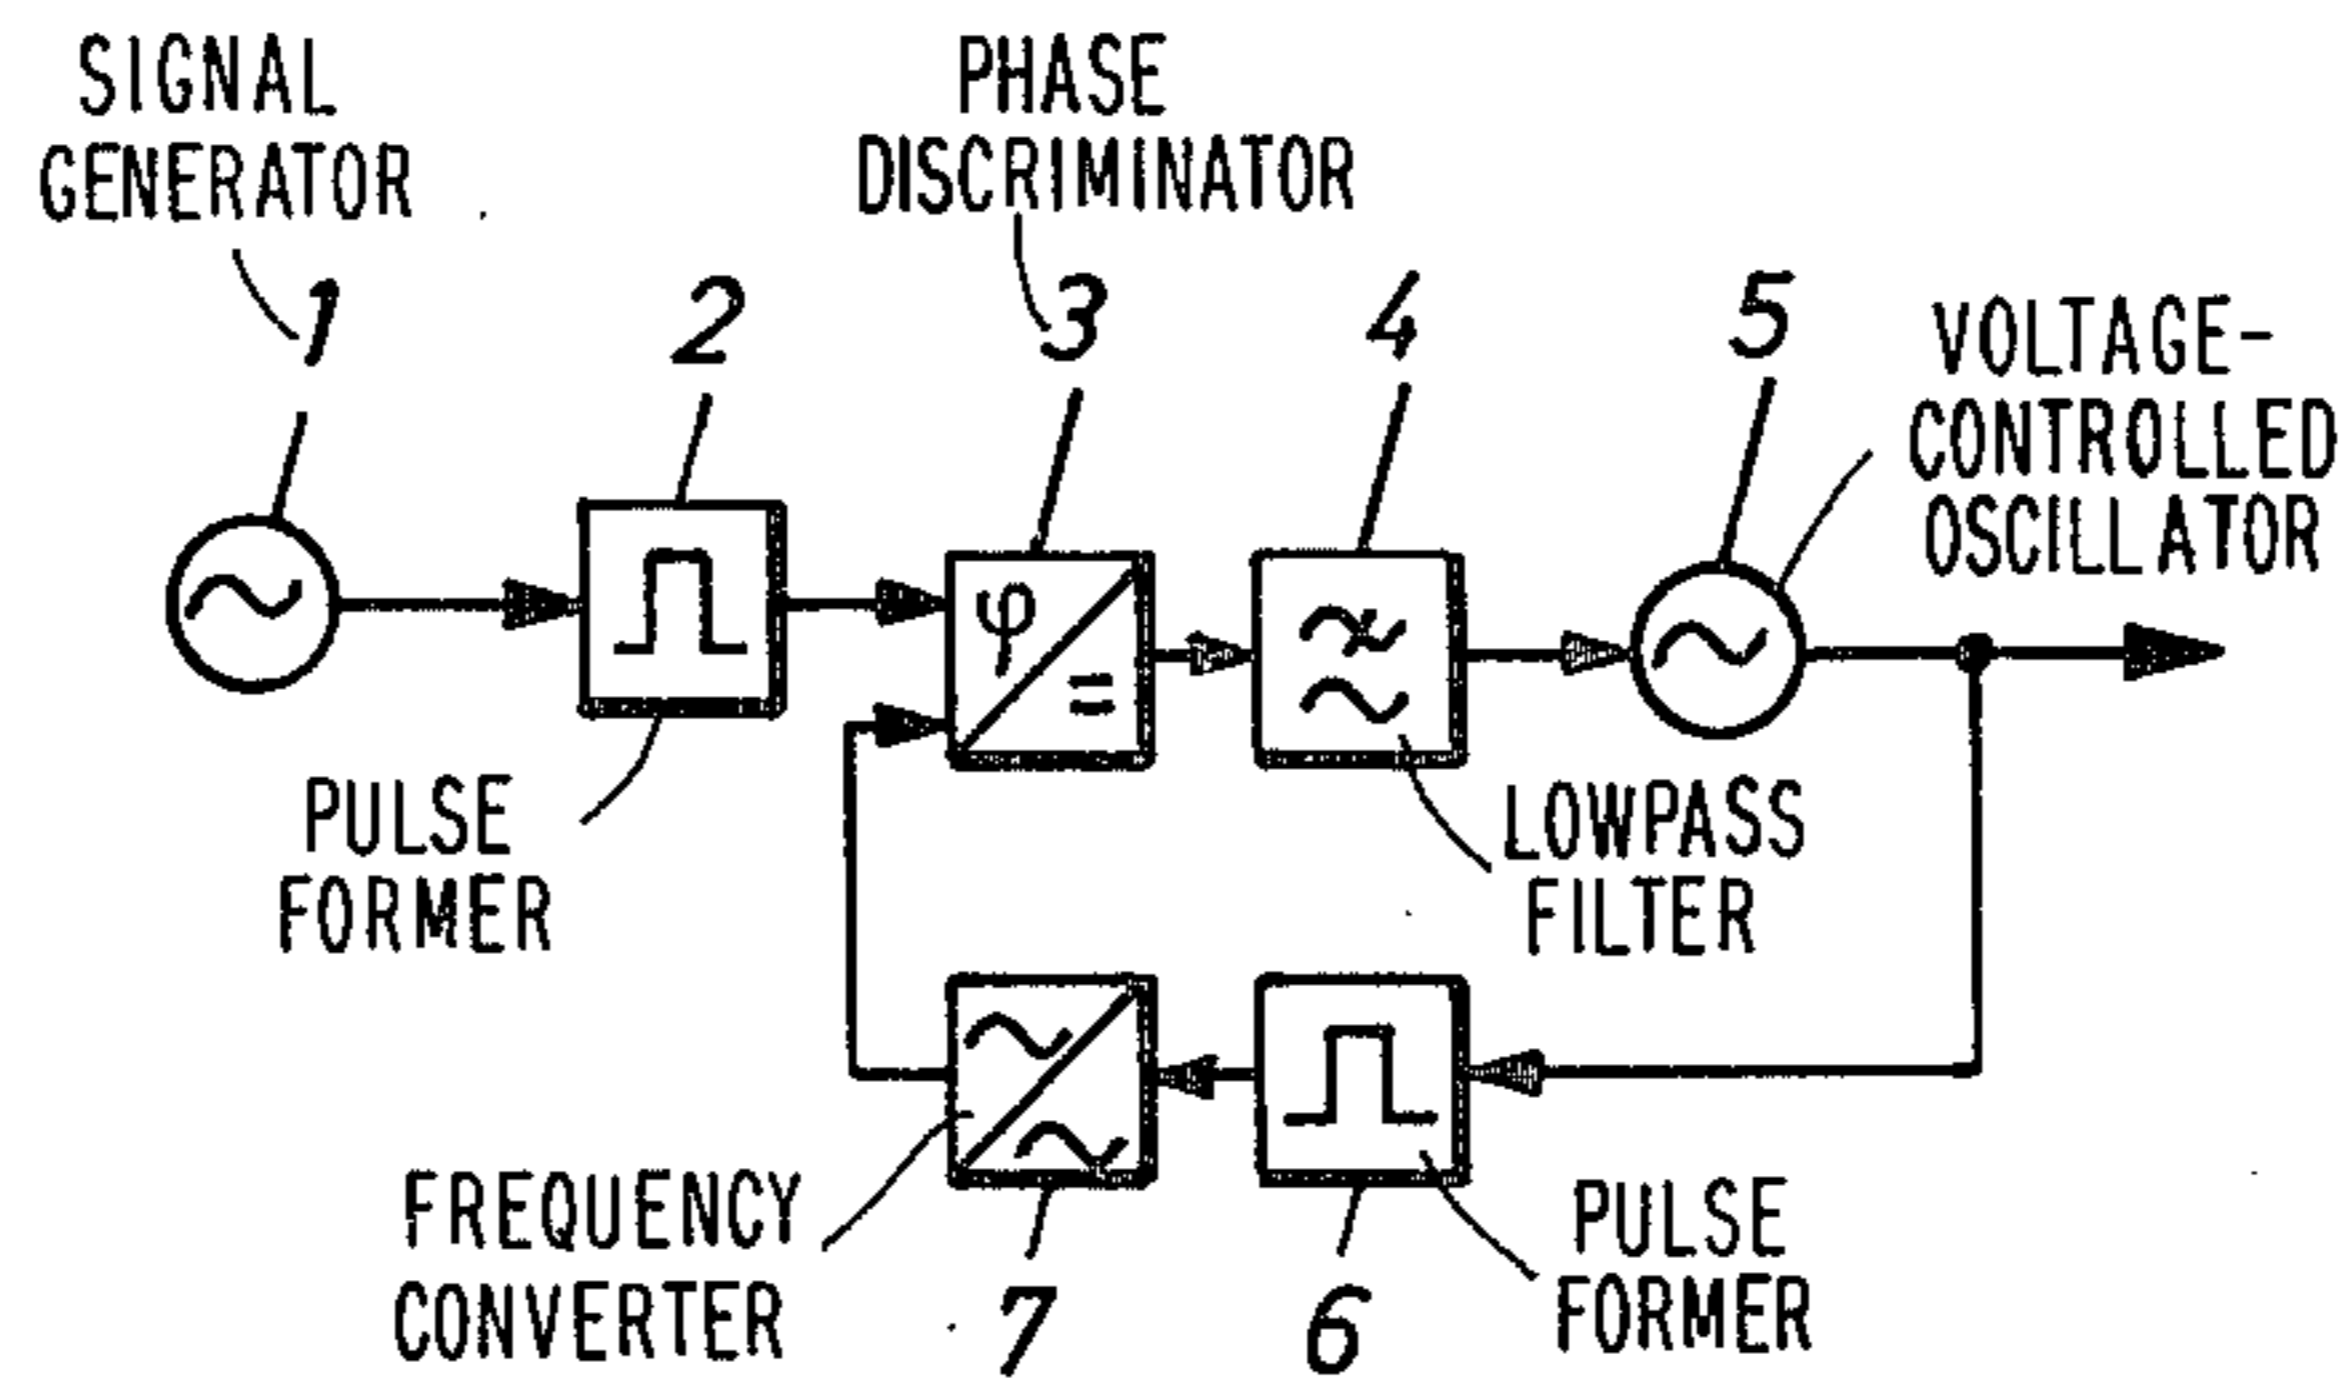 SIGNAL
GENERATOR
PHASE
DISCRIMINATOR
1
2
3
4
5
VOLTAGE-
CONTROLLED
OSCILLATOR
φ
=
PULSE
FORMER
LOWPASS
FILTER
FREQUENCY
CONVERTER
7
6
PULSE
FORMER